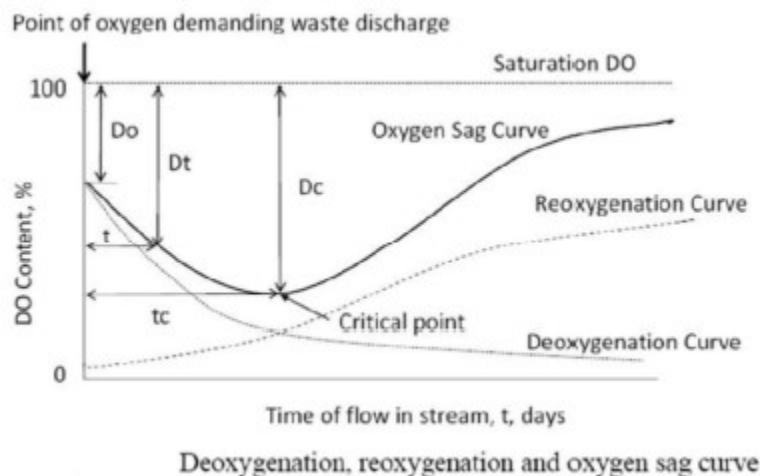 Point of oxygen demanding waste discharge
Saturation DO
100
Do
Oxygen Sag Curve
Dt
Dc
Reoxygenation Curve
t
DO Content, %
tc
Critical point
Deoxygenation Curve
0
Time of flow in stream, t, days
Deoxygenation, reoxygenation and oxygen sag curve